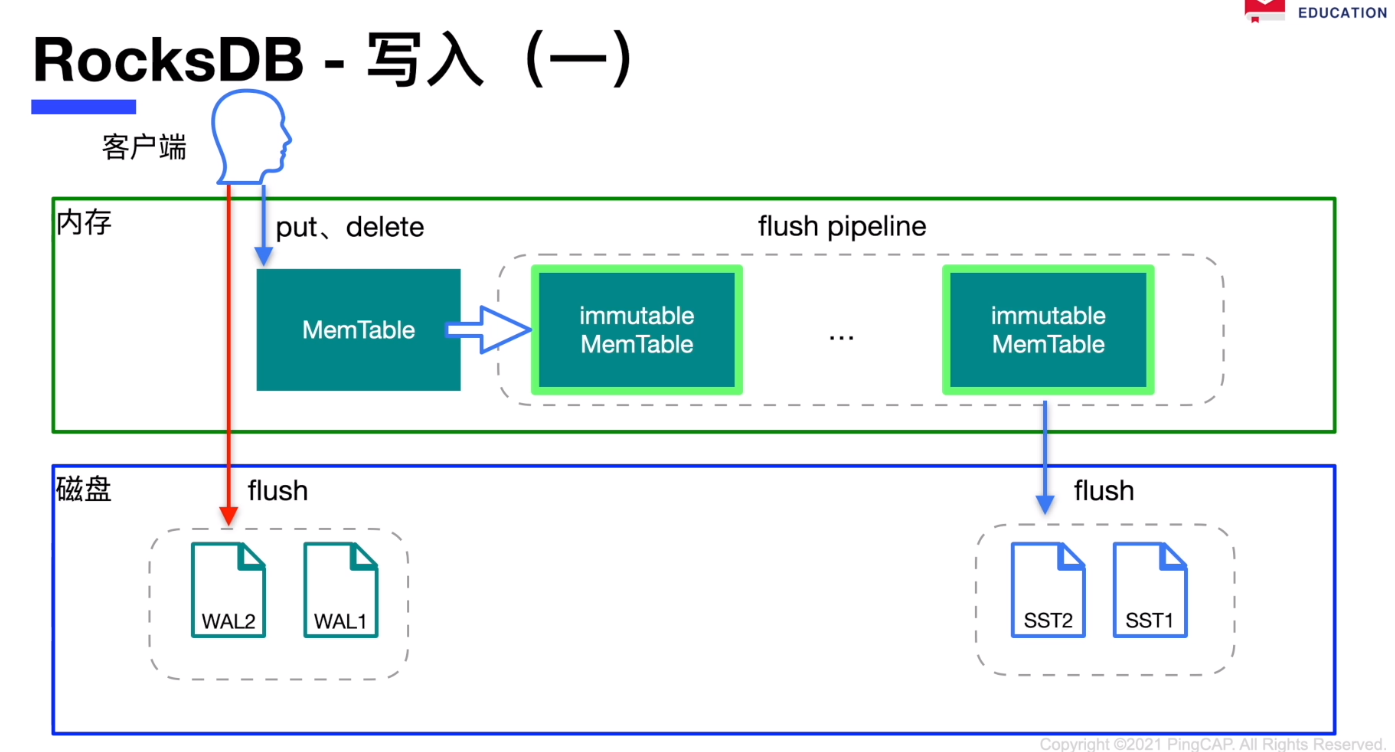 EDUCATION
RocksDB - 写入（一）
客户端
内存
put、delete
flush pipeline
MemTable
immutable
MemTable
...
immutable
MemTable
磁盘
flush
flush
WAL2
WAL1
SST2
SST1
Copyright ©2021 PingCAP. All Rights Reserved.